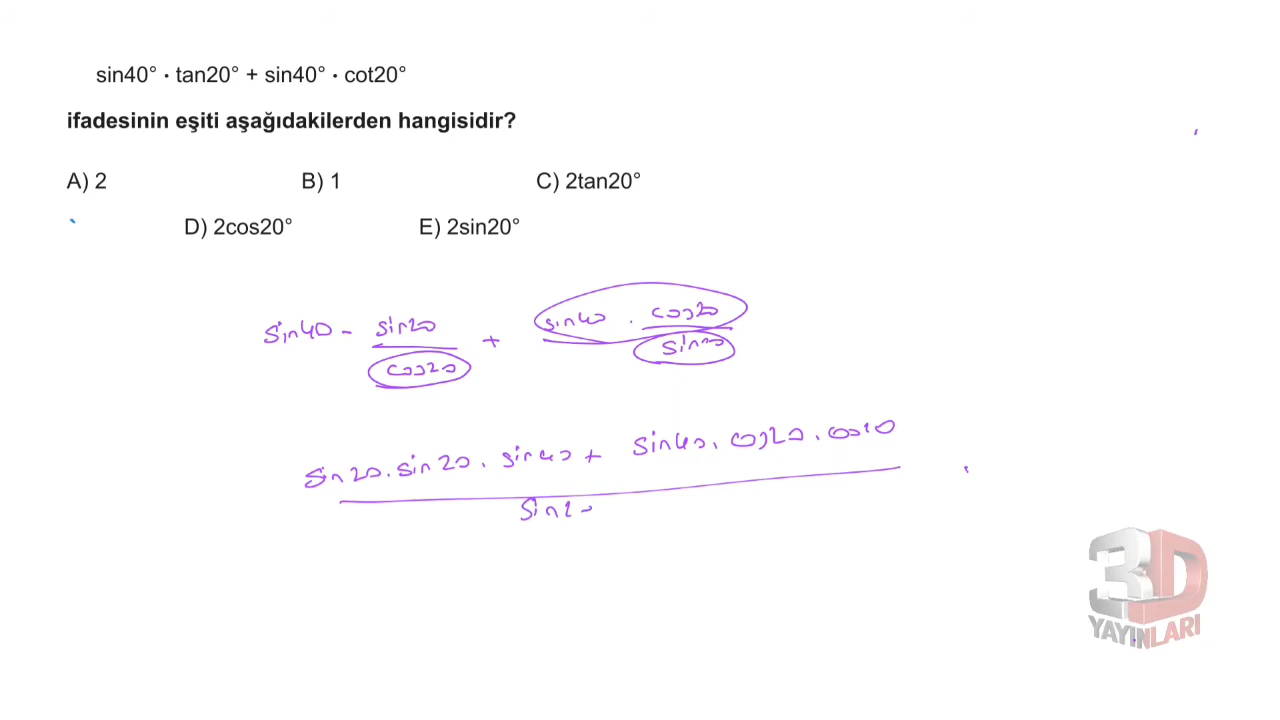 sin40° · tan20° + sin40° · cot20°
ifadesinin eşiti aşağıdakilerden hangisidir?
A) 2 B) 1 C) 2tan20°
D) 2cos20° E) 2sin20°
sin40 - sin20 / cos20 + sin40 . cos20 / sin20
sin20 . sin20 . sin40 + sin40 . cos20 . cos20
sin2
3D
YAYINLARI